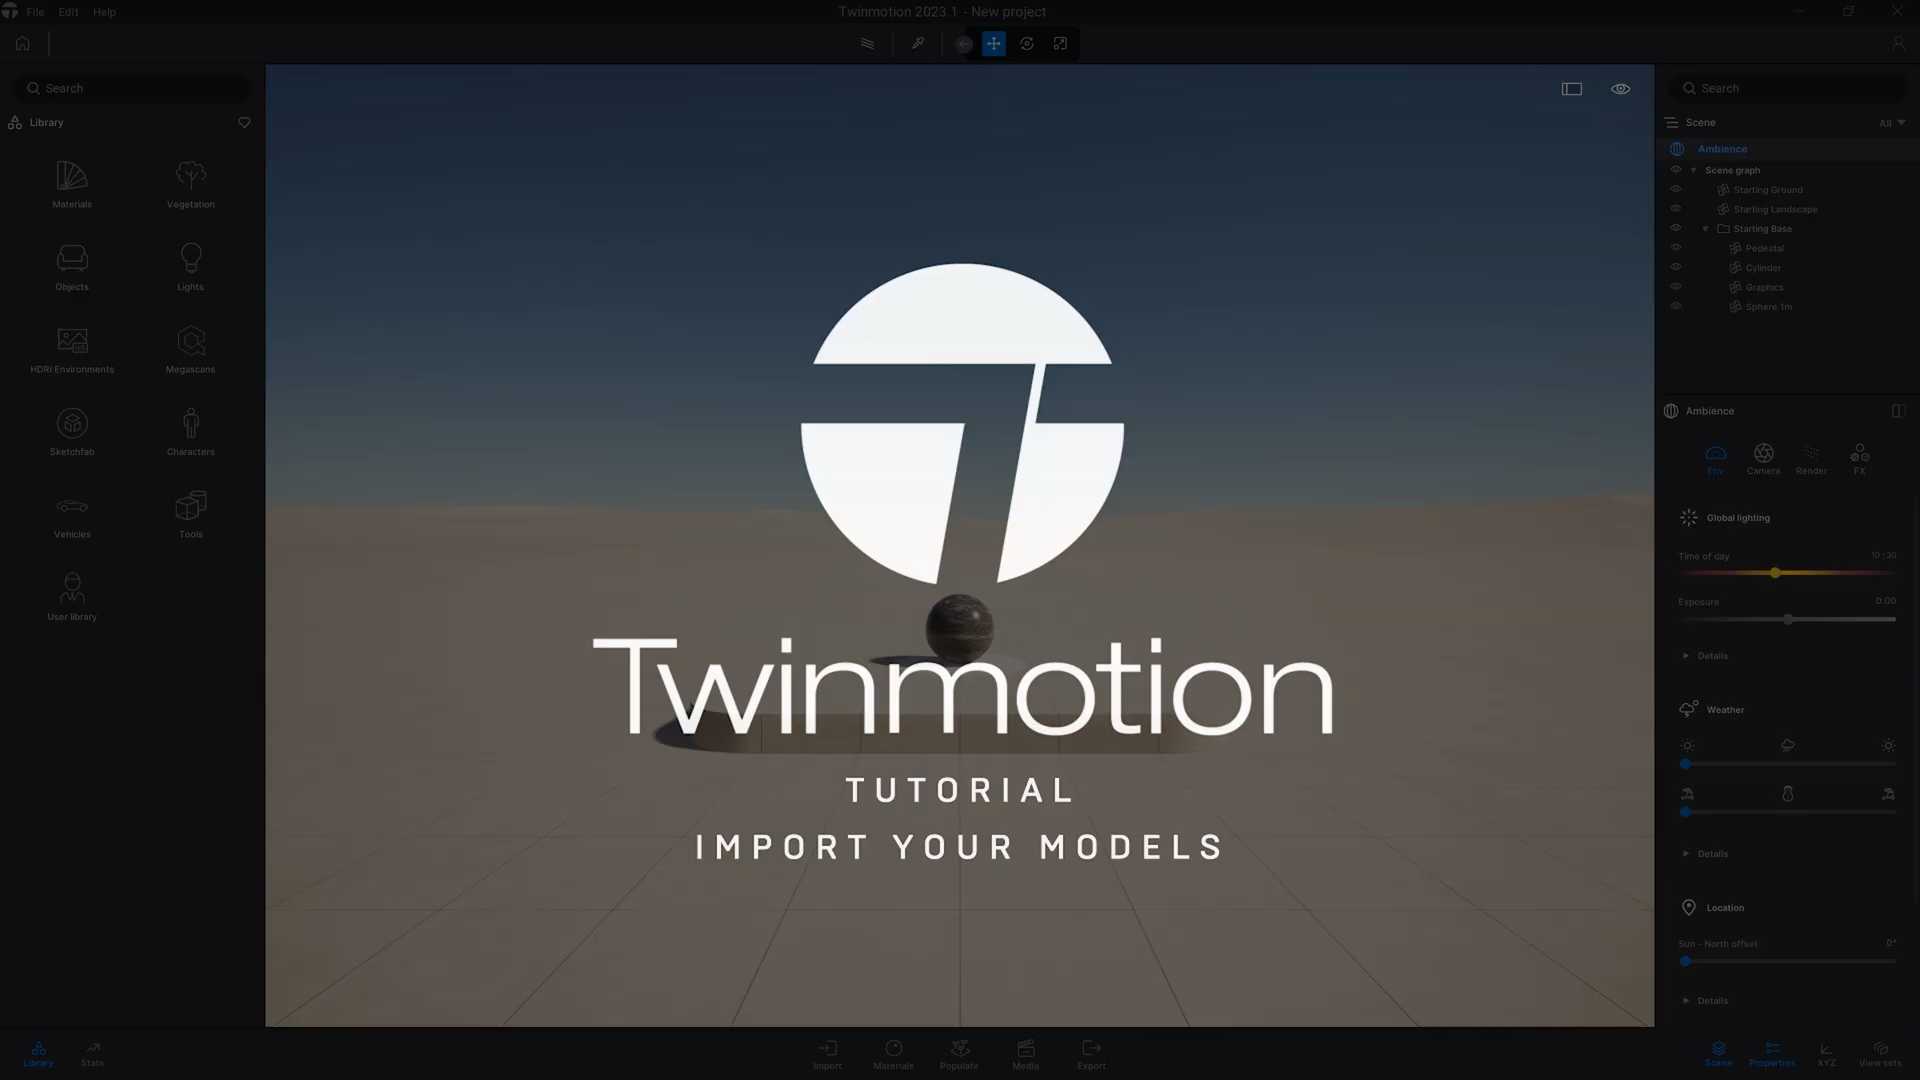 File Edit Help
Twinmotion 2023.1 - New project
Search
Library
Materials
Vegetation
Objects
Lights
HDRI Environments
Megascans
Sketchfab
Characters
Vehicles
Tools
User library
Twinmotion
TUTORIAL
IMPORT YOUR MODELS
Search
Scene
All
Ambience
Scene graph
Starting Ground
Starting Landscape
Starting Base
Pedestal
Cylinder
Graphics
Sphere 1m
Ambience
Env
Camera
Render
FX
Global lighting
Time of day 10:30
Exposure 0.00
Details
Weather
Details
Location
Sun - North offset 0°
Details
Library
Stats
Import
Materials
Populate
Media
Export
Scene
Properties
XYZ
View sets